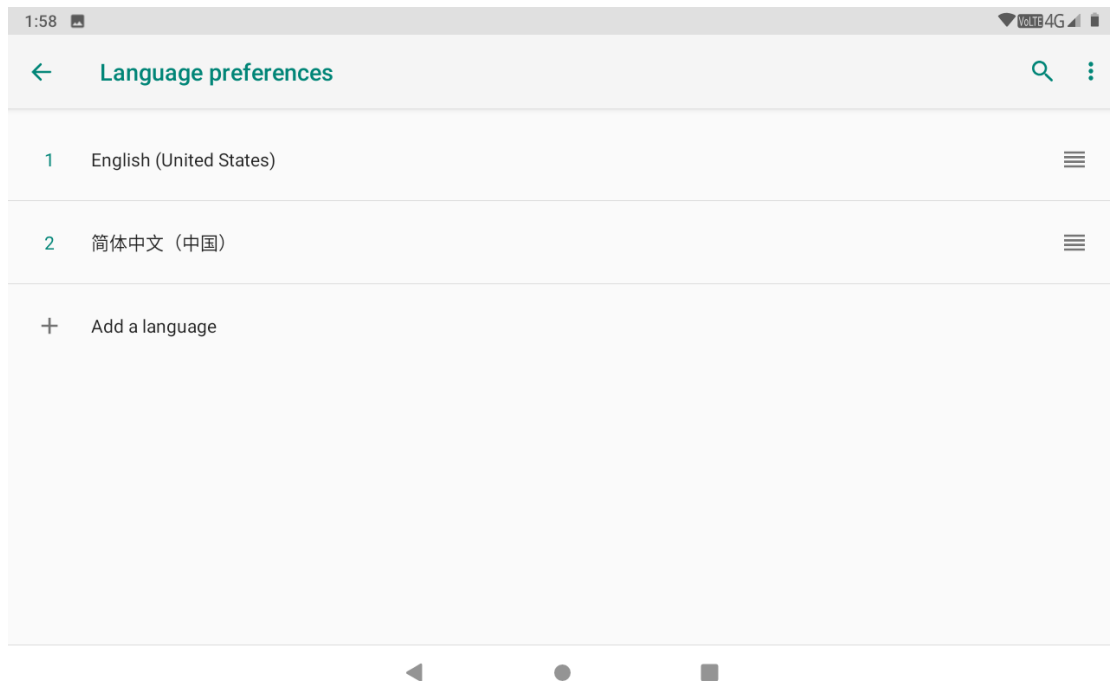 1:58 VoLTE 4G
Language preferences
1 English (United States)
2 简体中文（中国）
Add a language